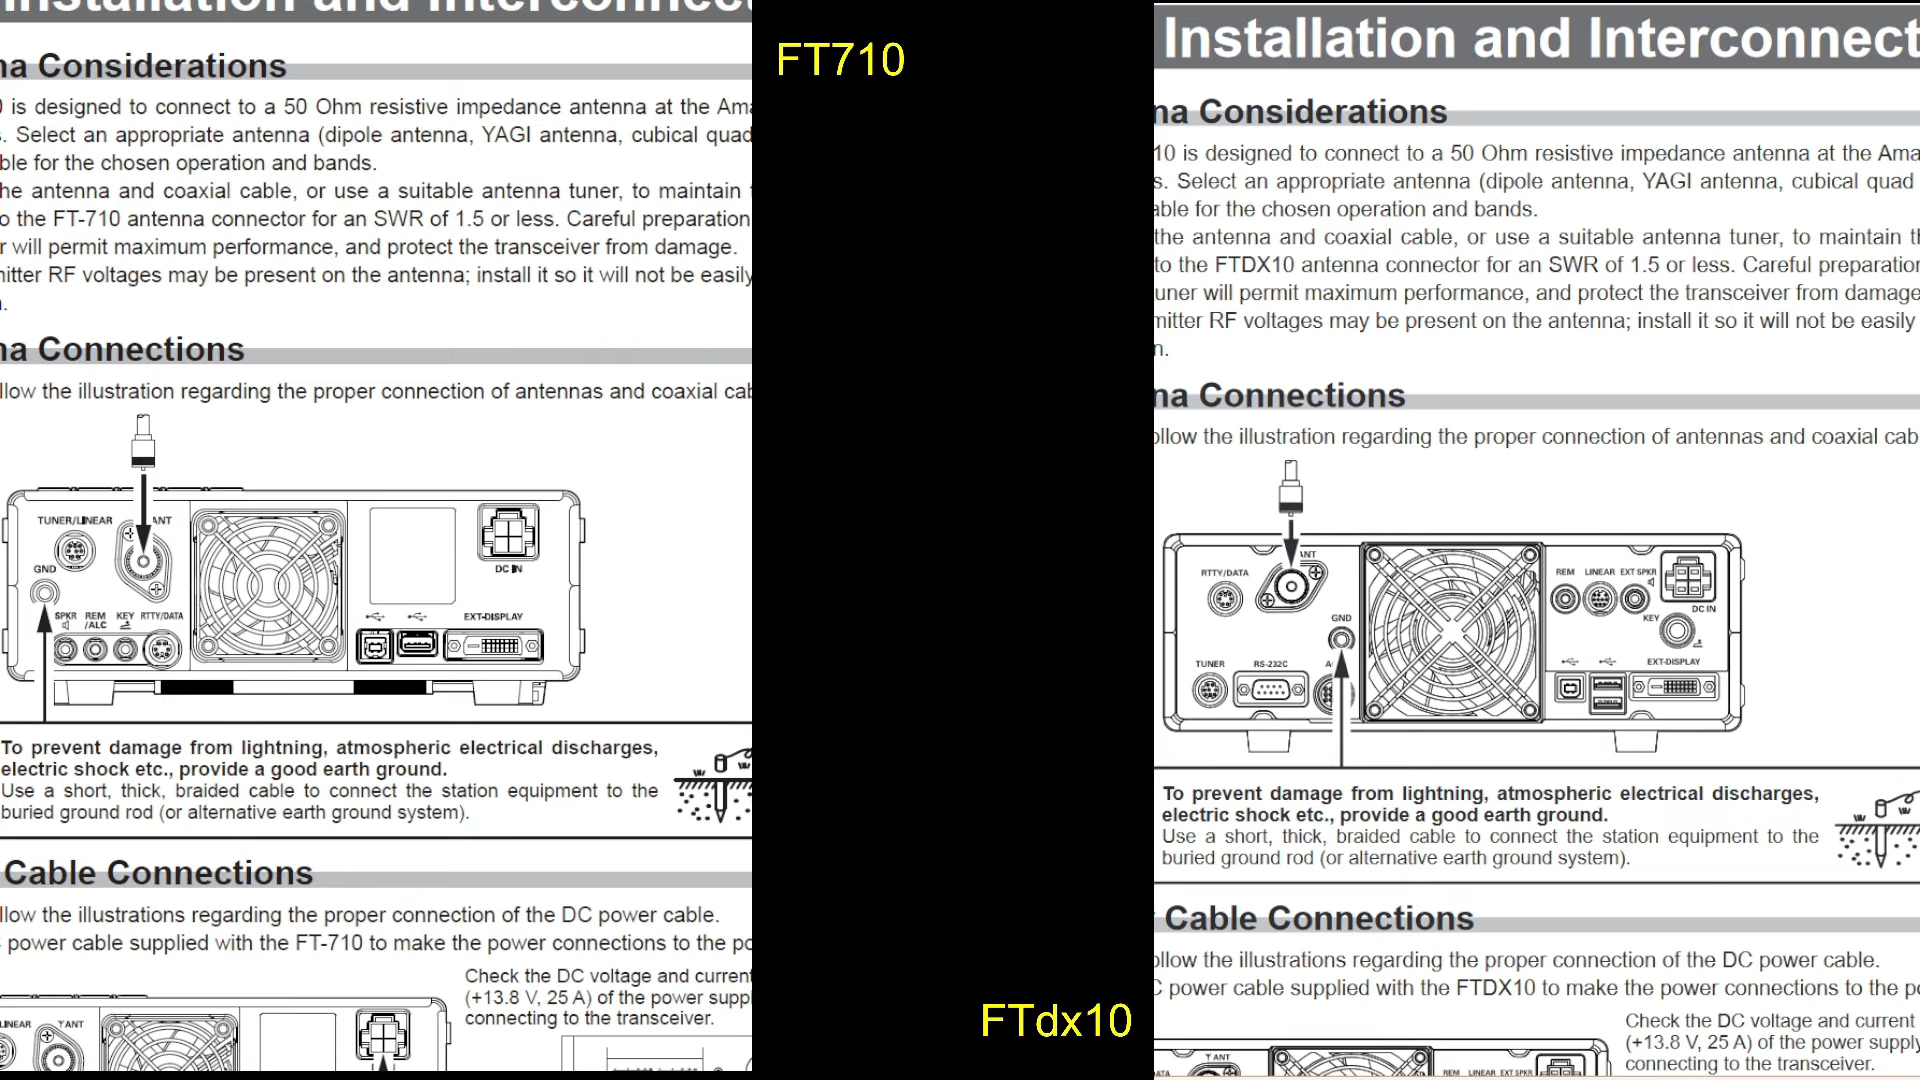 Installation and Interconnect
na Considerations
0 is designed to connect to a 50 Ohm resistive impedance antenna at the Ama
s. Select an appropriate antenna (dipole antenna, YAGI antenna, cubical quad
ble for the chosen operation and bands.
he antenna and coaxial cable, or use a suitable antenna tuner, to maintain
o the FT-710 antenna connector for an SWR of 1.5 or less. Careful preparation
r will permit maximum performance, and protect the transceiver from damage.
mitter RF voltages may be present on the antenna; install it so it will not be easily
.
na Connections
llow the illustration regarding the proper connection of antennas and coaxial cab
TUNER/LINEAR
ANT
GND
DC IN
SPKR
REM
/ALC
KEY
RTTY/DATA
EXT-DISPLAY
To prevent damage from lightning, atmospheric electrical discharges,
electric shock etc., provide a good earth ground.
Use a short, thick, braided cable to connect the station equipment to the
buried ground rod (or alternative earth ground system).
Cable Connections
llow the illustrations regarding the proper connection of the DC power cable.
C power cable supplied with the FT-710 to make the power connections to the po
Check the DC voltage and current
(+13.8 V, 25 A) of the power suppl
connecting to the transceiver.
LINEAR
ANT
FT710
FTdx10
Installation and Interconnect
na Considerations
10 is designed to connect to a 50 Ohm resistive impedance antenna at the Ama
s. Select an appropriate antenna (dipole antenna, YAGI antenna, cubical quad
able for the chosen operation and bands.
the antenna and coaxial cable, or use a suitable antenna tuner, to maintain th
to the FTDX10 antenna connector for an SWR of 1.5 or less. Careful preparation
uner will permit maximum performance, and protect the transceiver from damage
mitter RF voltages may be present on the antenna; install it so it will not be easily
n.
na Connections
ollow the illustration regarding the proper connection of antennas and coaxial cab
RTTY/DATA
ANT
GND
TUNER
RS-232C
REM
LINEAR
EXT SPKR
DC IN
KEY
EXT-DISPLAY
To prevent damage from lightning, atmospheric electrical discharges,
electric shock etc., provide a good earth ground.
Use a short, thick, braided cable to connect the station equipment to the
buried ground rod (or alternative earth ground system).
Cable Connections
ollow the illustrations regarding the proper connection of the DC power cable.
C power cable supplied with the FTDX10 to make the power connections to the po
Check the DC voltage and current
(+13.8 V, 25 A) of the power supply
connecting to the transceiver.
DATA
ANT
REM
LINEAR
EXT SPKR